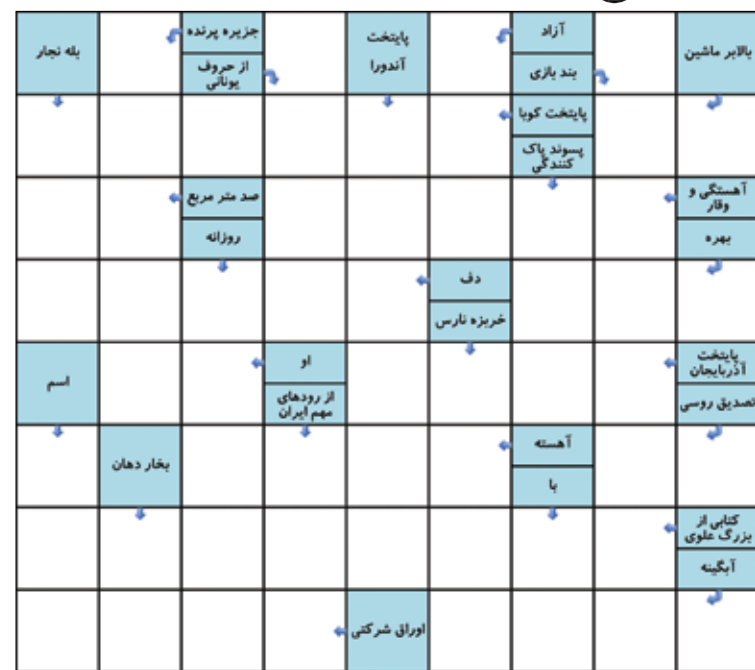 بالابر ماشین
آزاد
بند بازی
پایتخت
آندورا
جزیره پرنده
از حروف
یونانی
بله نجار
پایتخت کوبا
پسوند پاک
کنندگی
آهستگی و
وقار
بهره
صد متر مربع
روزانه
دف
خربزه نارس
پایتخت
آذربایجان
تصدیق روسی
او
از رودهای
مهم ایران
اسم
آهسته
با
بخار دهان
کتابی از
بزرگ علوی
آبگینه
اوراق شرکتی